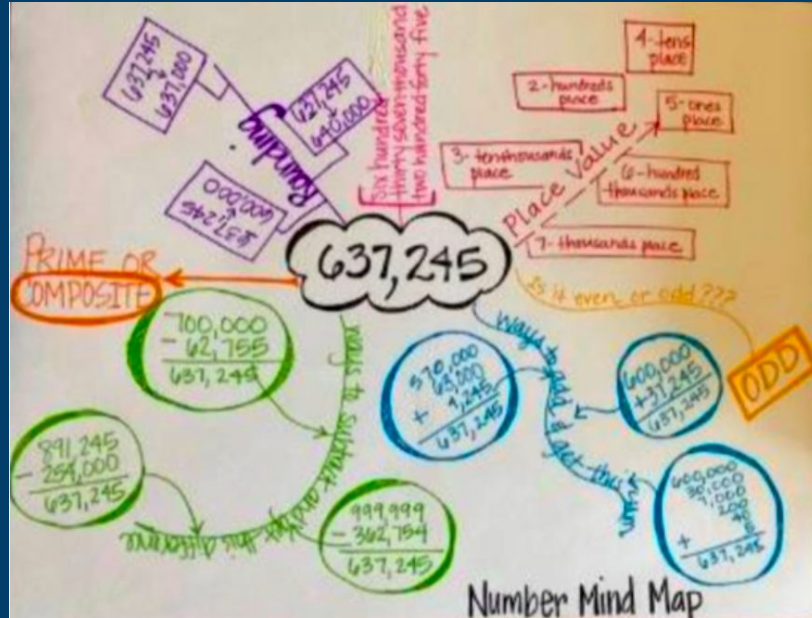 637,245
637,000
637,245
640,000
637,245
600,000
Rounding
Six hundred
thirty seven thousand
two hundred forty five
4-tens
place
2-hundreds
place
5-ones
place
3-tenthousands
place
6-hundred
thousands place
7-thousands place
Place Value
637,245
PRIME OR
COMPOSITE
Is it even or odd???
ODD
ways to subtract and get this difference
700,000
- 62,755
637,245
891,245
- 254,000
637,245
999,999
- 362,754
637,245
ways to add & get this sum
570,000
63,000
+ 4,245
637,245
600,000
+37,245
637,245
600,000
30,000
7,000
200
40
+
637,245
Number Mind Map